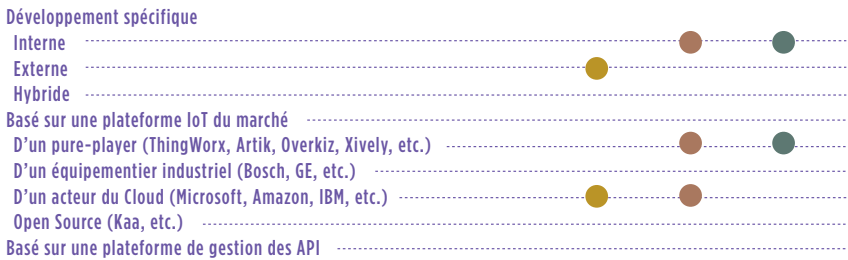 Développement spécifique
Interne
Externe
Hybride
Basé sur une plateforme IoT du marché
D'un pure-player (ThingWorx, Artik, Overkiz, Xively, etc.)
D'un équipementier industriel (Bosch, GE, etc.)
D'un acteur du Cloud (Microsoft, Amazon, IBM, etc.)
Open Source (Kaa, etc.)
Basé sur une plateforme de gestion des API